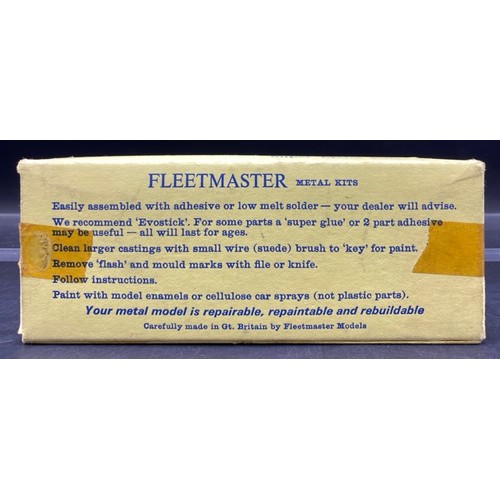 FLEETMASTER METAL KITS
Easily assembled with adhesive or low melt solder — your dealer will advise.
We recommend 'Evostick'. For some parts a 'super glue' or 2 part adhesive
may be useful — all will last for ages.
Clean larger castings with small wire (suede) brush to 'key' for paint.
Remove 'flash' and mould marks with file or knife.
Follow instructions.
Paint with model enamels or cellulose car sprays (not plastic parts).
Your metal model is repairable, repaintable and rebuildable
Carefully made in Gt. Britain by Fleetmaster Models